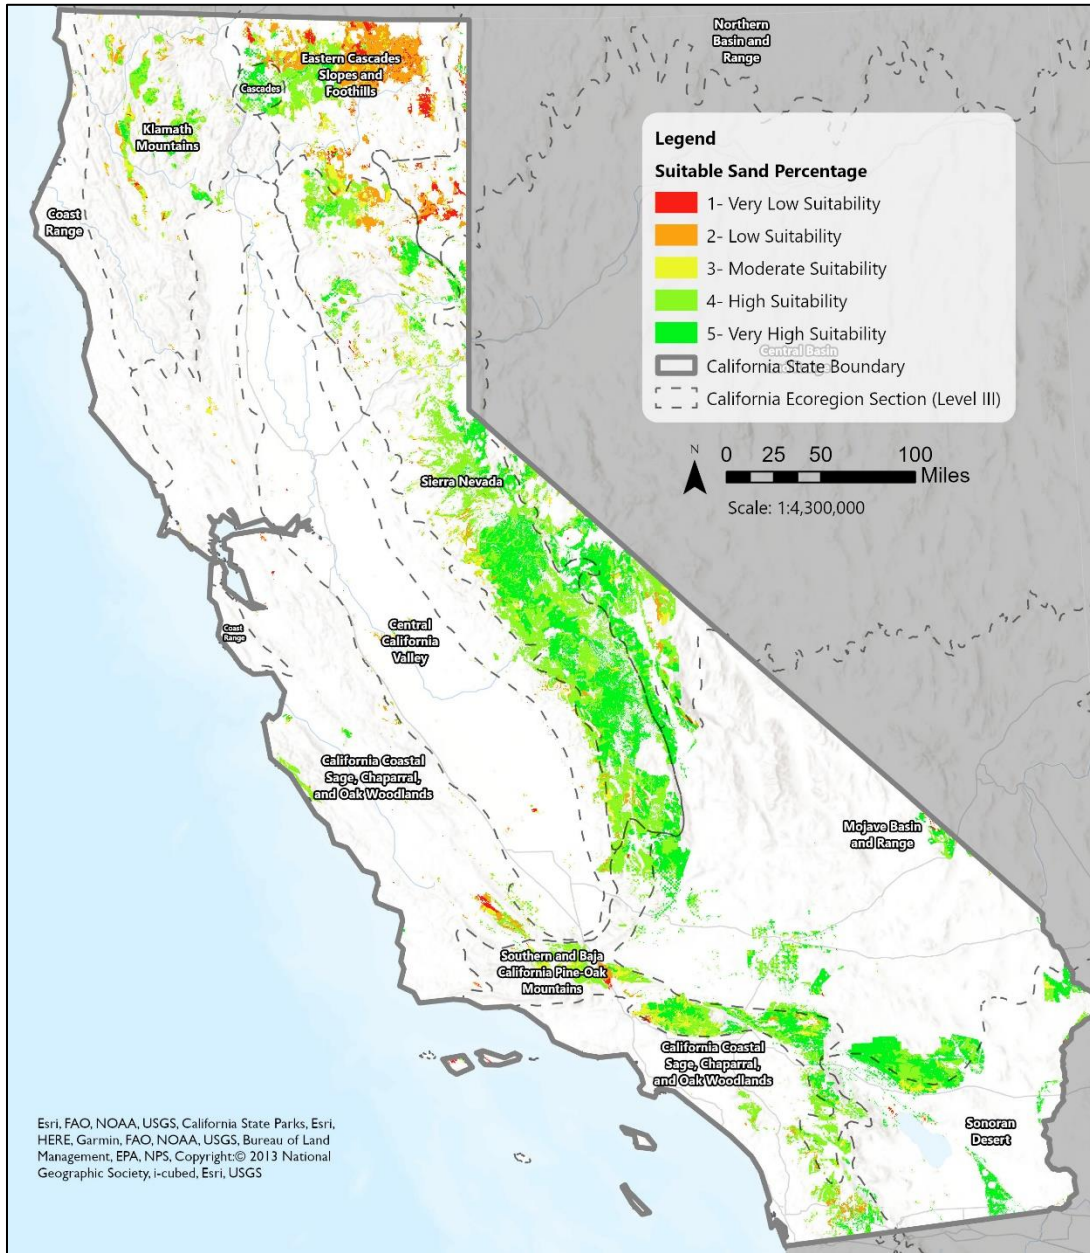 Northern
Basin and
Range
Eastern Cascades
Slopes and
Foothills
Cascades
Klamath
Mountains
Coast
Range
Legend
Suitable Sand Percentage
1- Very Low Suitability
2- Low Suitability
3- Moderate Suitability
4- High Suitability
5- Very High Suitability
Central Basin
California State Boundary
California Ecoregion Section (Level III)
N
0 25 50 100
Miles
Scale: 1:4,300,000
Sierra Nevada
Central
California
Valley
Coast
Range
California Coastal
Sage, Chaparral,
and Oak Woodlands
Mojave Basin
and Range
Southern and Baja
California Pine-Oak
Mountains
California Coastal
Sage, Chaparral,
and Oak Woodlands
Sonoran
Desert
Esri, FAO, NOAA, USGS, California State Parks, Esri,
HERE, Garmin, FAO, NOAA, USGS, Bureau of Land
Management, EPA, NPS, Copyright:© 2013 National
Geographic Society, i-cubed, Esri, USGS